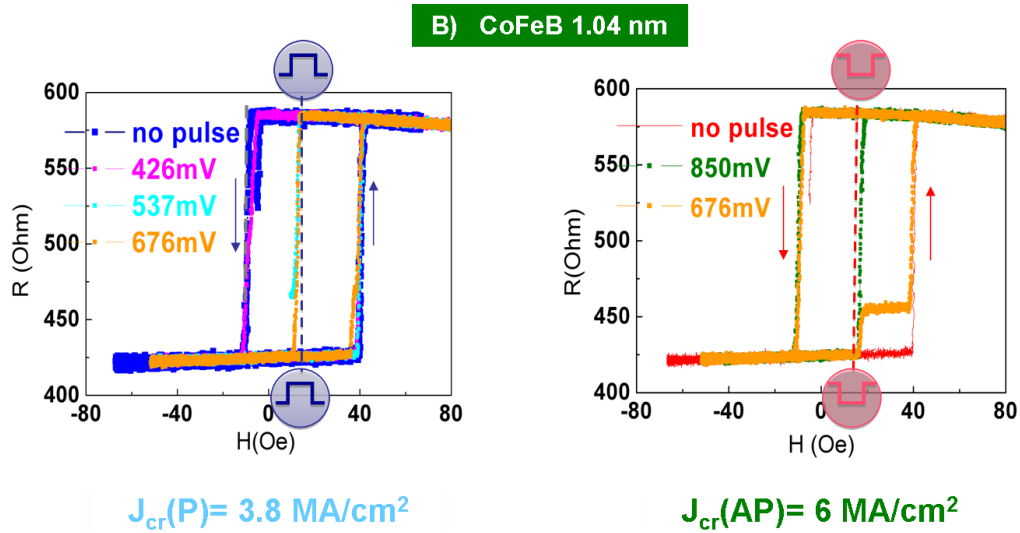 B) CoFeB 1.04 nm
600
550
500
450
400
R (Ohm)
no pulse
426mV
537mV
676mV
-80
-40
0
40
80
H(Oe)
600
550
500
450
400
R(Ohm)
no pulse
850mV
676mV
-80
-40
0
40
80
H (Oe)
Jcr(P)= 3.8 MA/cm2
Jcr(AP)= 6 MA/cm2